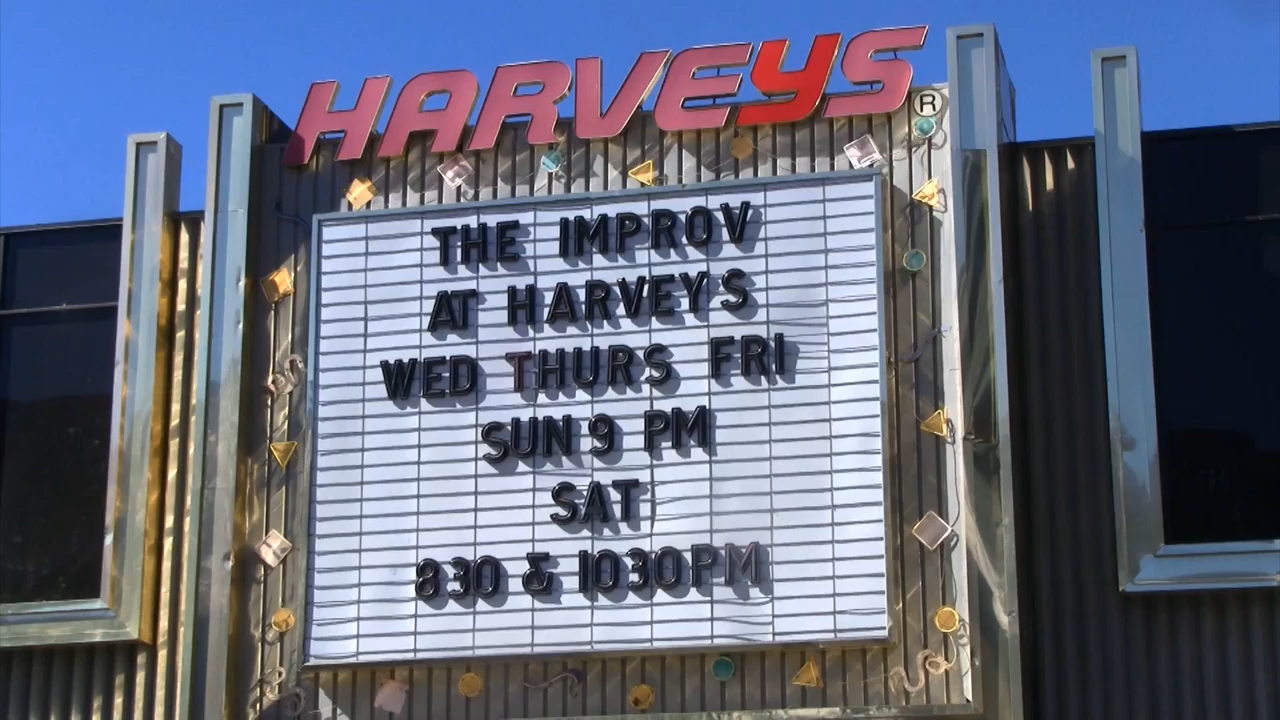 HARVEYS ®
THE IMPROV
AT HARVEYS
WED THURS FRI
SUN 9 PM
SAT
830 & 1030PM